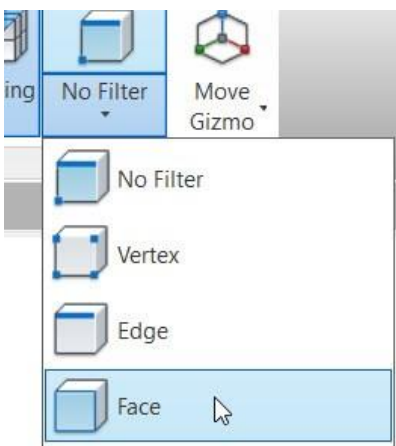 ing
No Filter
Move
Gizmo
No Filter
Vertex
Edge
Face